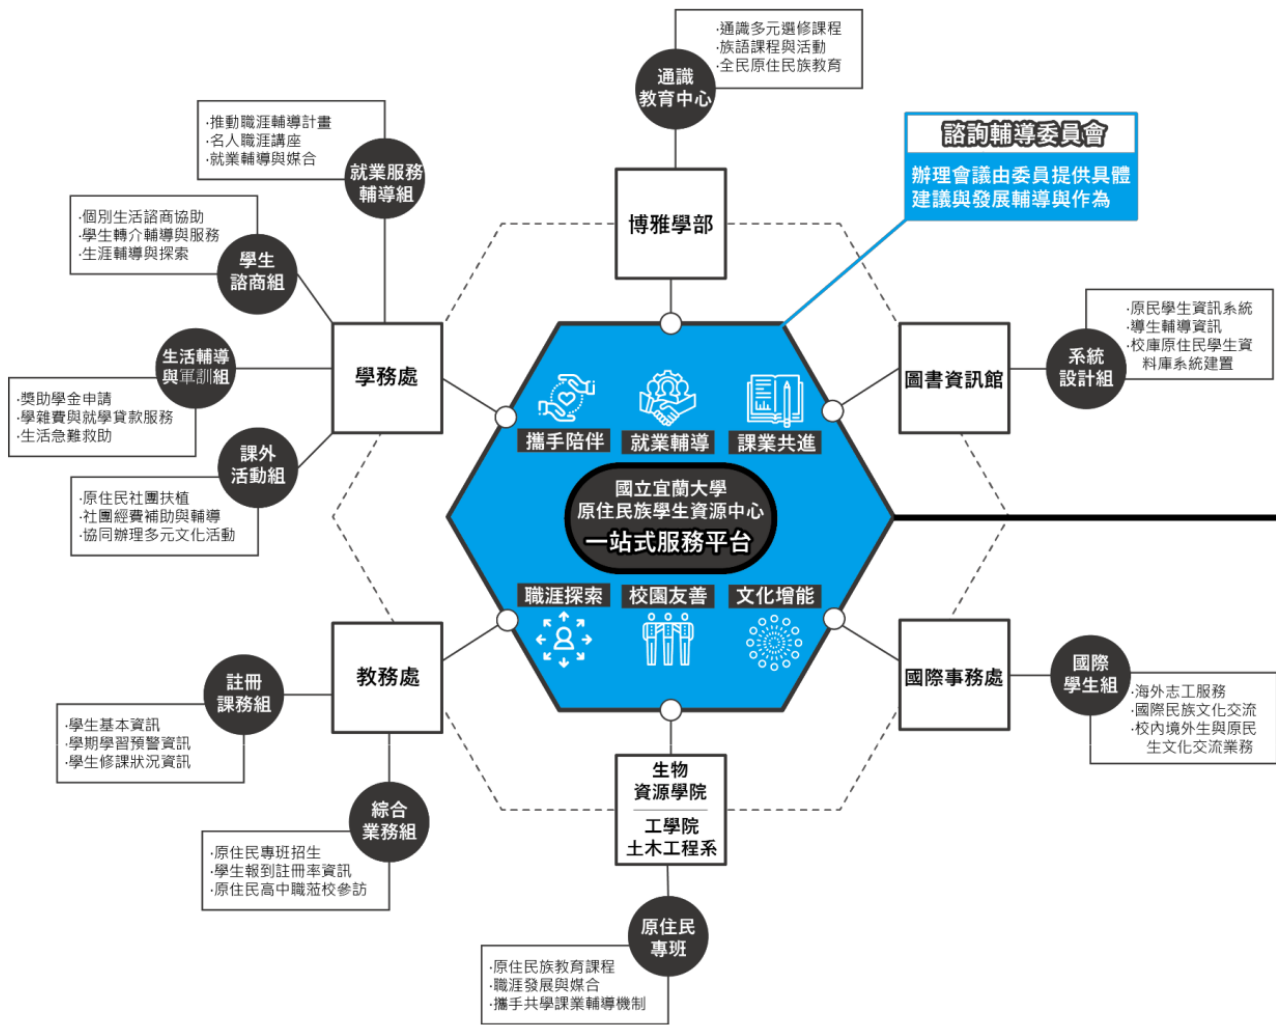 ·通識多元選修課程
·族語課程與活動
·全民原住民族教育
通識
教育中心
諮詢輔導委員會
辦理會議由委員提供具體
建議與發展輔導與作為
·推動職涯輔導計畫
·名人職涯講座
·就業輔導與媒合
就業服務
輔導組
博雅學部
·個別生活諮商協助
·學生轉介輔導與服務
·生涯輔導與探索
學生
諮商組
·原民學生資訊系統
·導生輔導資訊
·校庫原住民學生資
料庫系統建置
系統
設計組
圖書資訊館
生活輔導
與軍訓組
學務處
·獎助學金申請
·學雜費與就學貸款服務
·生活急難救助
課外
活動組
·原住民社團扶植
·社團經費補助與輔導
·協同辦理多元文化活動
攜手陪伴
就業輔導
課業共進
國立宜蘭大學
原住民族學生資源中心
一站式服務平台
職涯探索
校園友善
文化增能
教務處
註冊
課務組
·學生基本資訊
·學期學習預警資訊
·學生修課狀況資訊
綜合
業務組
·原住民專班招生
·學生報到註冊率資訊
·原住民高中職蒞校參訪
國際事務處
國際
學生組
·海外志工服務
·國際民族文化交流
·校內境外生與原民
生文化交流業務
生物
資源學院
工學院
土木工程系
原住民
專班
·原住民族教育課程
·職涯發展與媒合
·攜手共學課業輔導機制